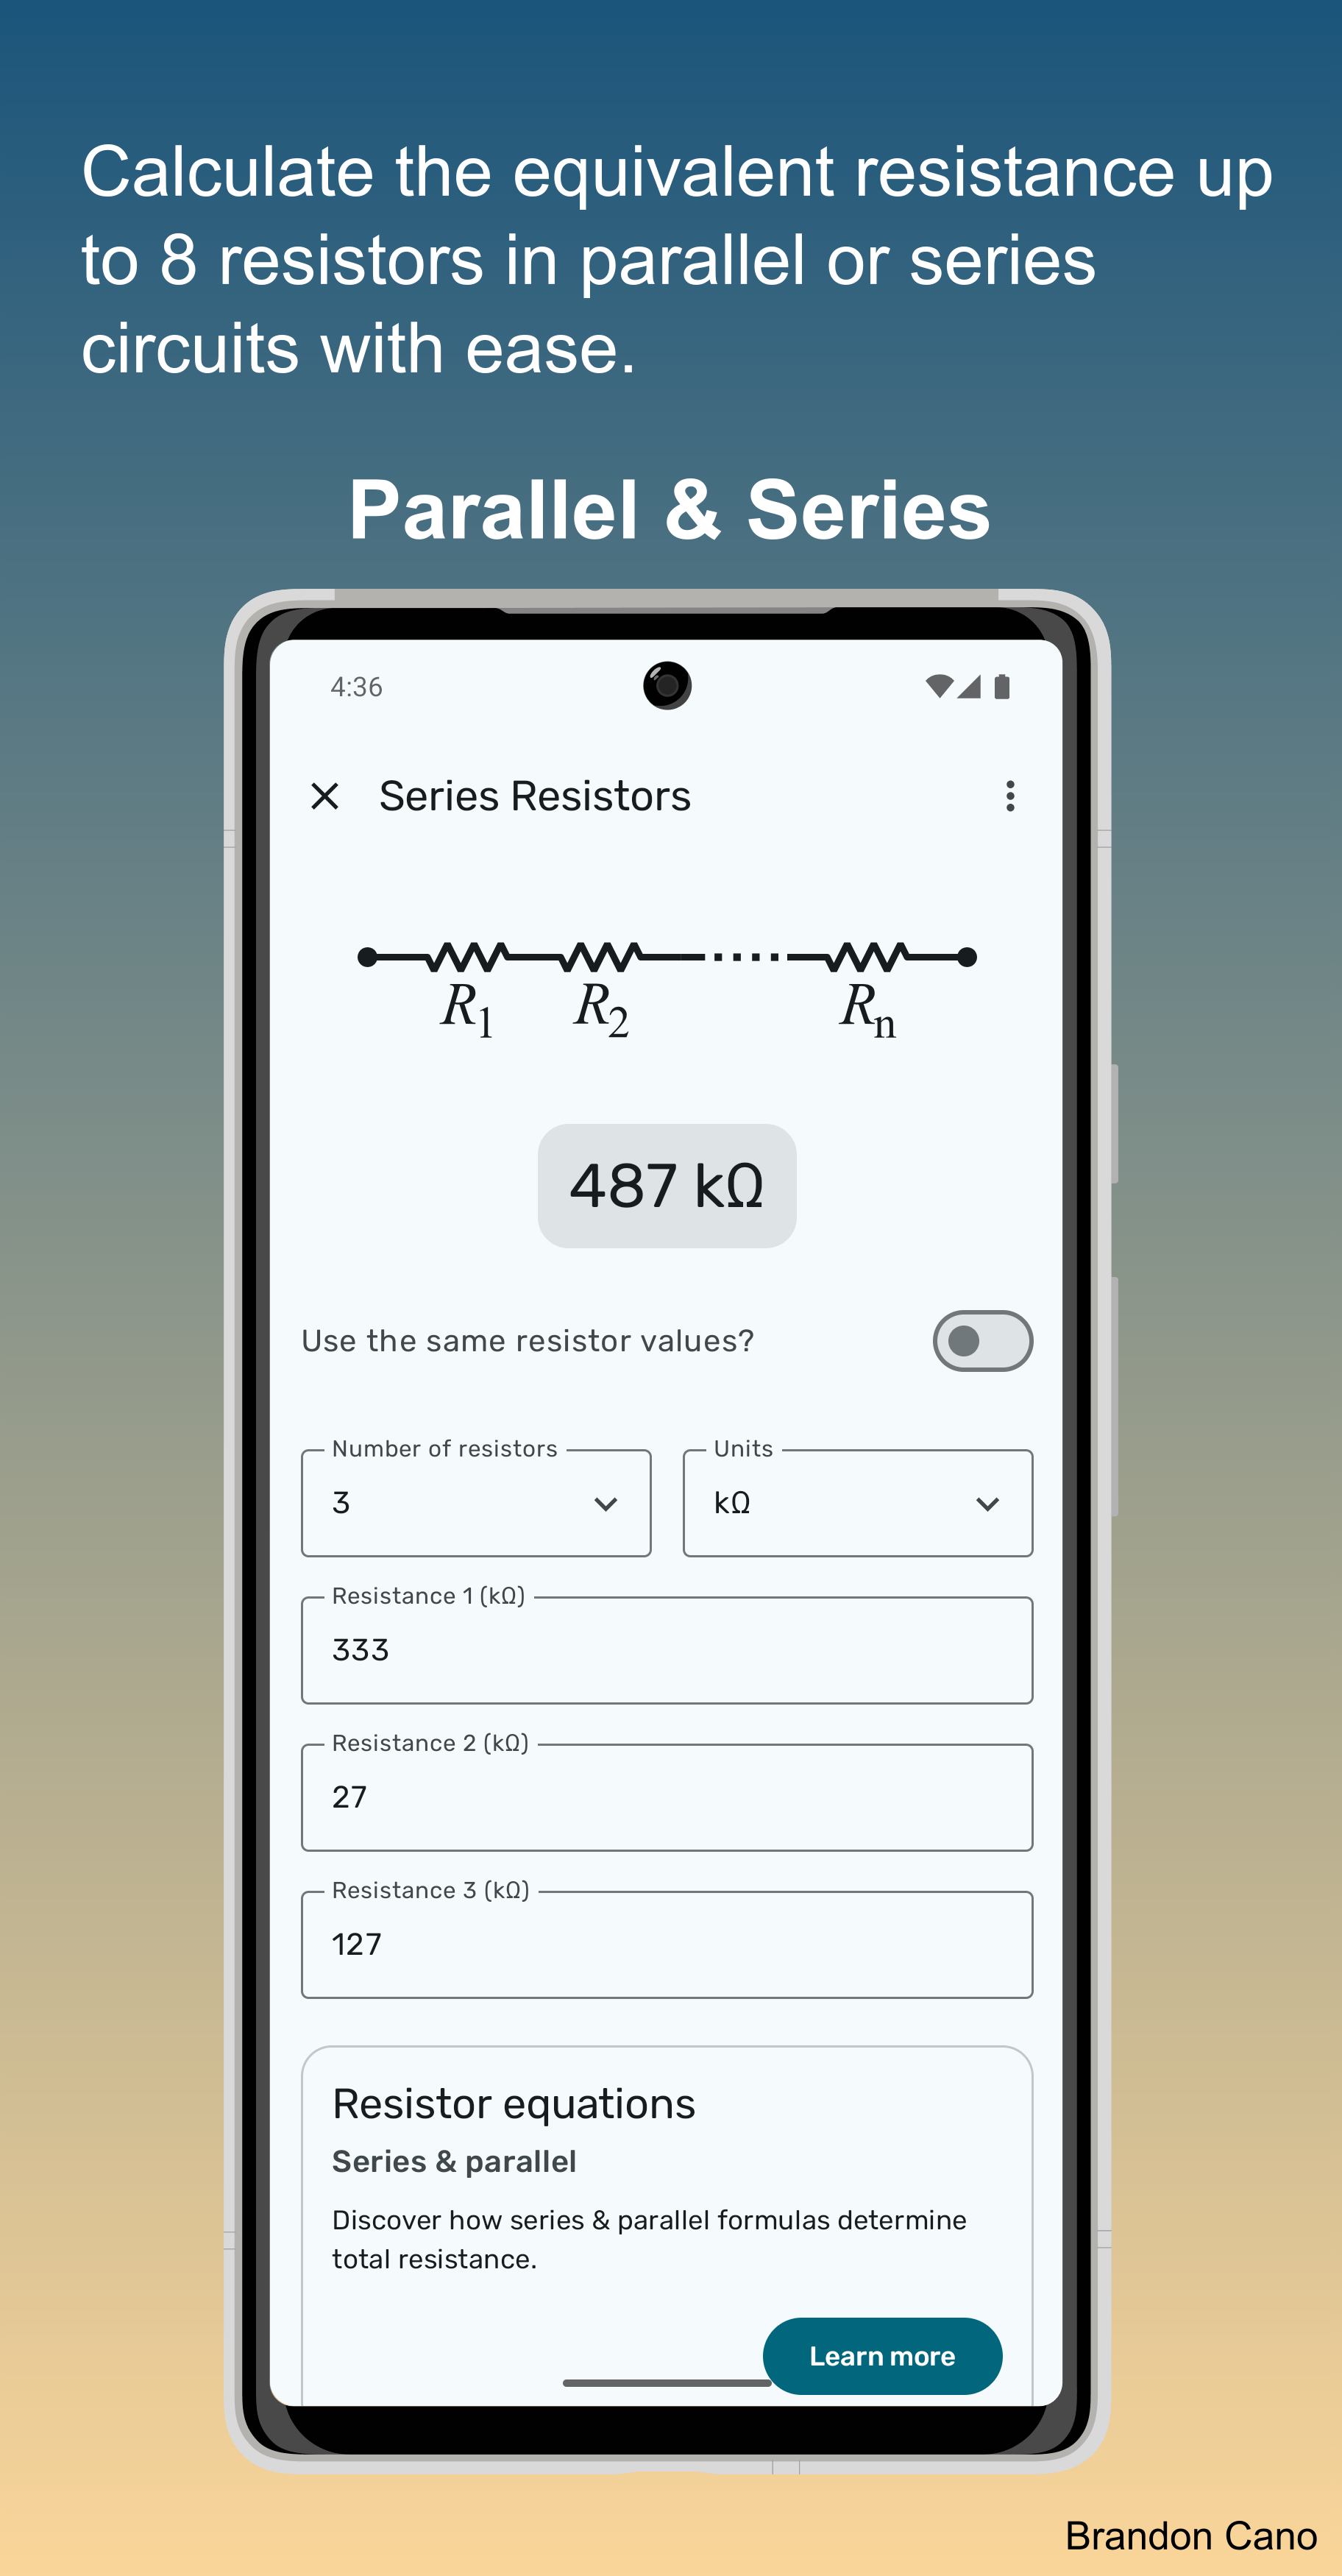 Calculate the equivalent resistance up
to 8 resistors in parallel or series
circuits with ease.
Parallel & Series
4:36
Series Resistors
R1 R2 Rn
487 kΩ
Use the same resistor values?
Number of resistors
3
Units
kΩ
Resistance 1 (kΩ)
333
Resistance 2 (kΩ)
27
Resistance 3 (kΩ)
127
Resistor equations
Series & parallel
Discover how series & parallel formulas determine
total resistance.
Learn more
Brandon Cano